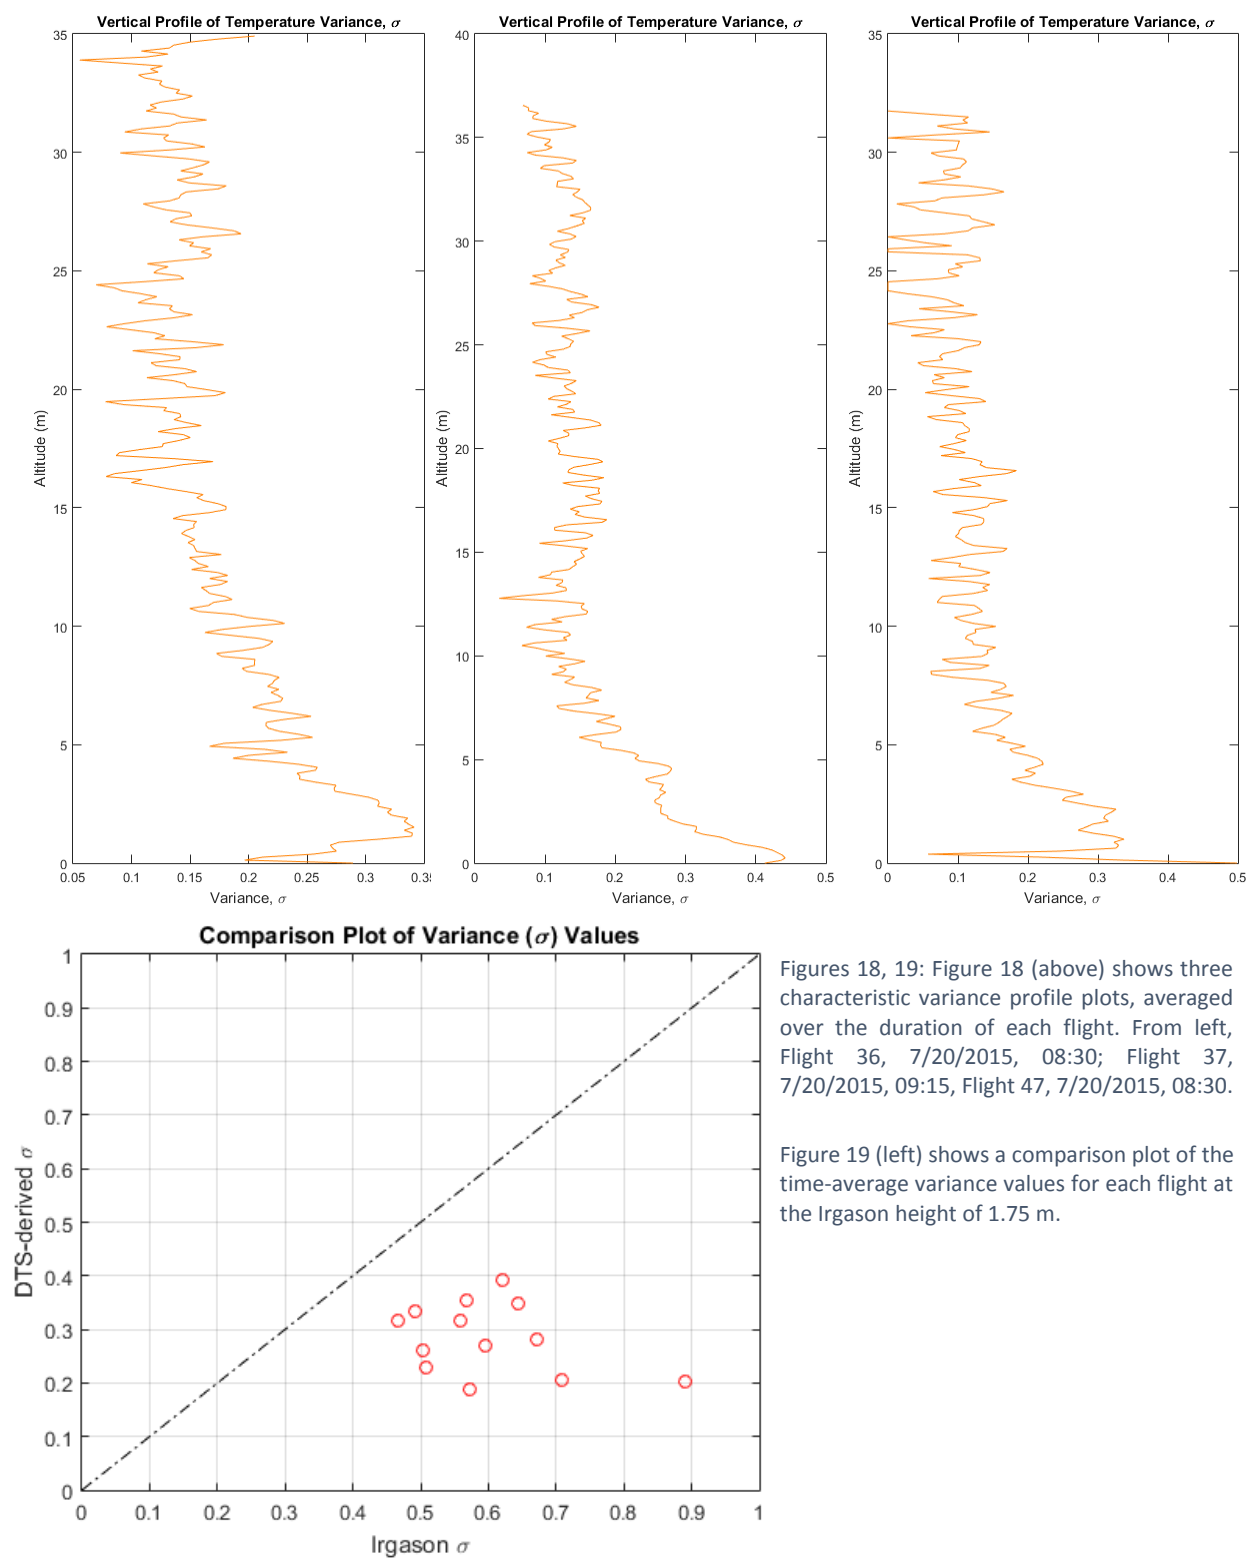 Vertical Profile of Temperature Variance, σ
35
30
25
20
15
10
5
0
Altitude (m)
0.05 0.1 0.15 0.2 0.25 0.3
Variance, σ
Vertical Profile of Temperature Variance, σ
40
35
30
25
20
15
10
5
0
Altitude (m)
0 0.1 0.2 0.3 0.4 0.5
Variance, σ
Vertical Profile of Temperature Variance, σ
35
30
25
20
15
10
5
0
Altitude (m)
0 0.1 0.2 0.3 0.4 0.5
Variance, σ
Comparison Plot of Variance (σ) Values
1
0.9
0.8
0.7
0.6
0.5
0.4
0.3
0.2
0.1
0
DTS-derived σ
0 0.1 0.2 0.3 0.4 0.5 0.6 0.7 0.8 0.9 1
Irgason σ
Figures 18, 19: Figure 18 (above) shows three
characteristic variance profile plots, averaged
over the duration of each flight. From left,
Flight 36, 7/20/2015, 08:30; Flight 37,
7/20/2015, 09:15, Flight 47, 7/20/2015, 08:30.
Figure 19 (left) shows a comparison plot of the
time-average variance values for each flight at
the Irgason height of 1.75 m.